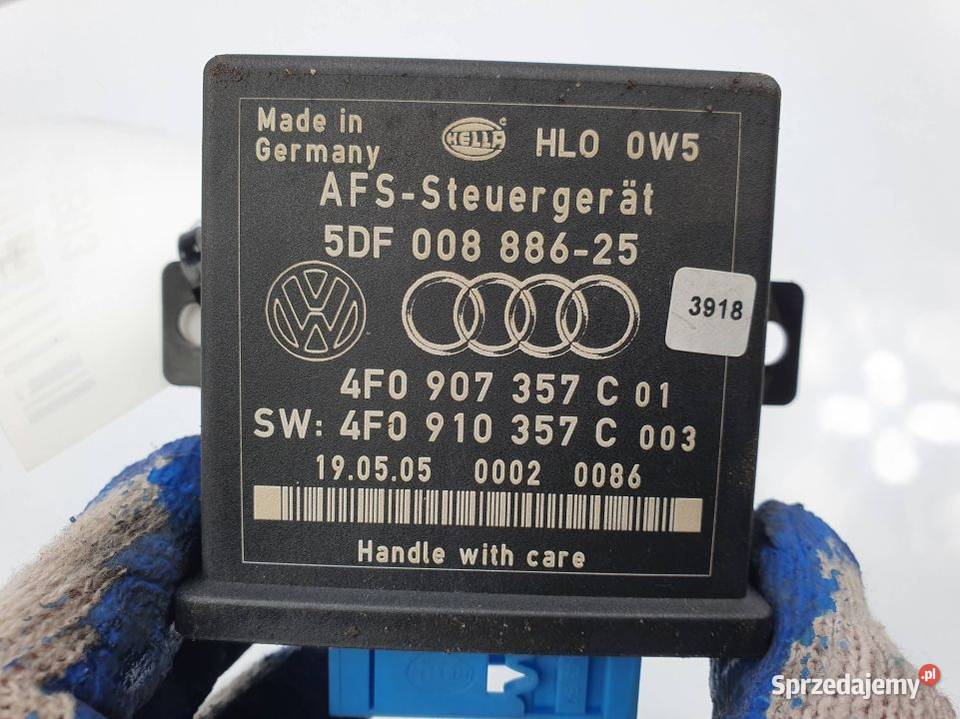 Made in
Germany
HELLA
HL0 0W5
AFS-Steuergerät
5DF 008 886-25
3918
4F0 907 357 C 01
SW: 4F0 910 357 C 003
19.05.05 0002 0086
Handle with care
Sprzedajemy.pl